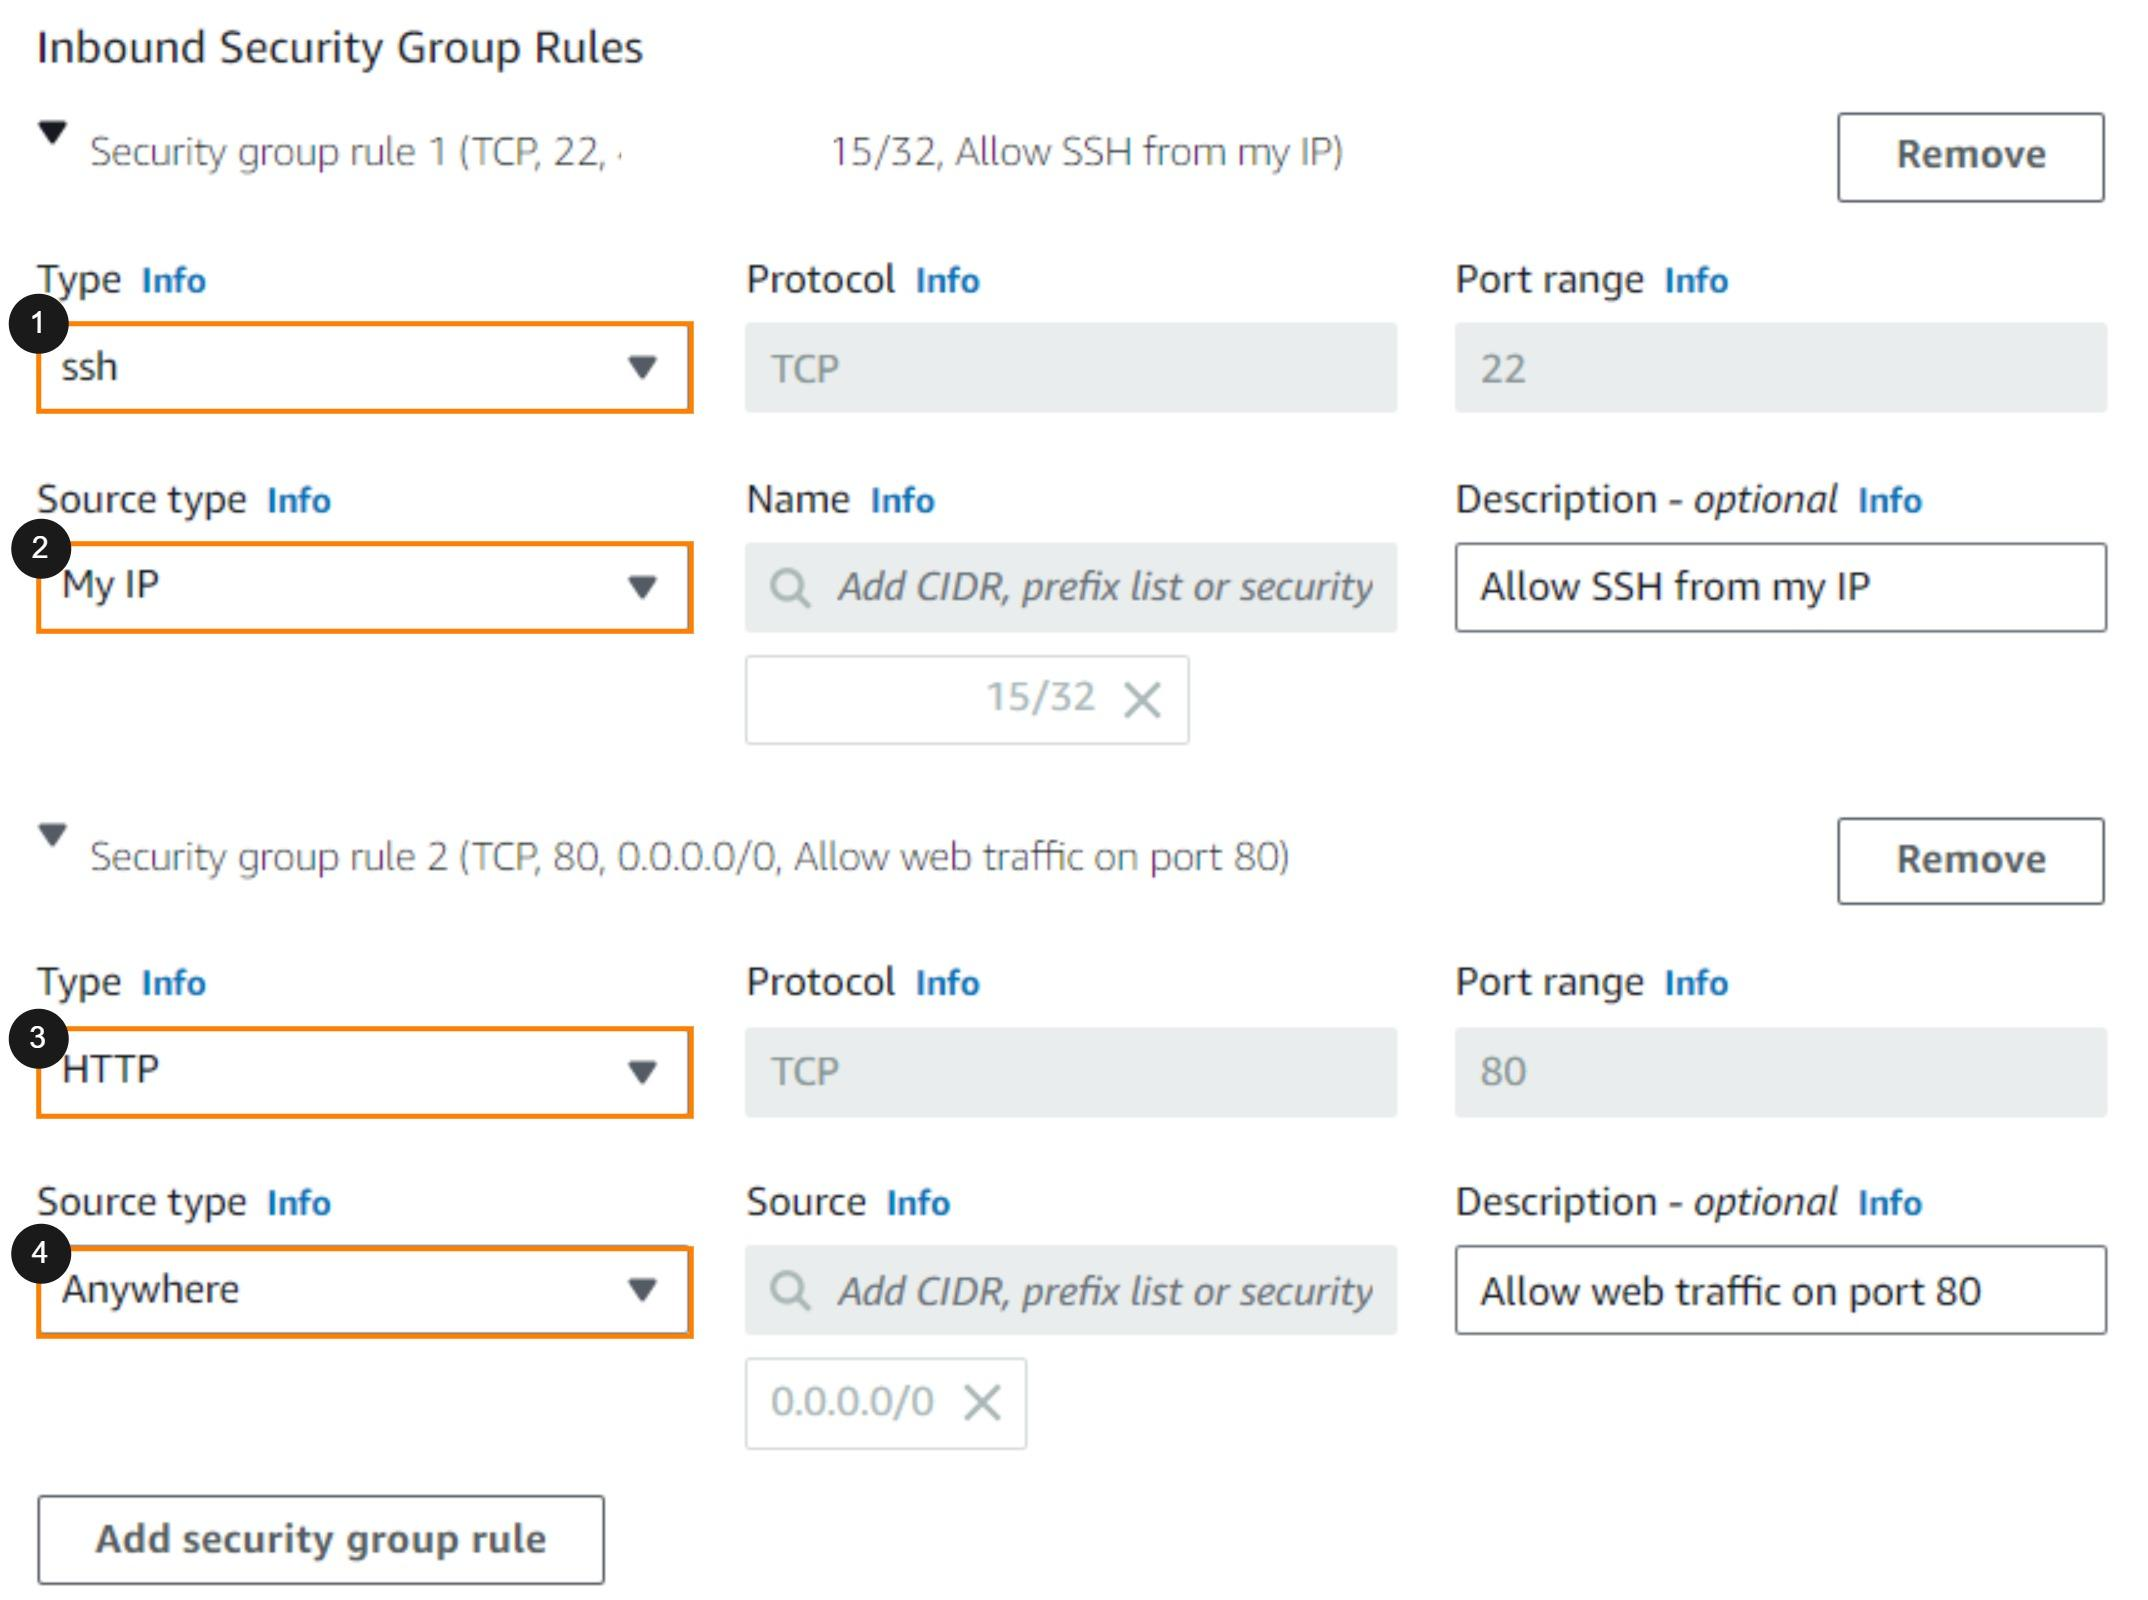 Inbound Security Group Rules
Security group rule 1 (TCP, 22, 15/32, Allow SSH from my IP)
Remove
Type Info
Protocol Info
Port range Info
1
ssh
TCP
22
Source type Info
Name Info
Description - optional Info
2
My IP
Add CIDR, prefix list or security
Allow SSH from my IP
15/32
Security group rule 2 (TCP, 80, 0.0.0.0/0, Allow web traffic on port 80)
Remove
Type Info
Protocol Info
Port range Info
3
HTTP
TCP
80
Source type Info
Source Info
Description - optional Info
4
Anywhere
Add CIDR, prefix list or security
Allow web traffic on port 80
0.0.0.0/0
Add security group rule